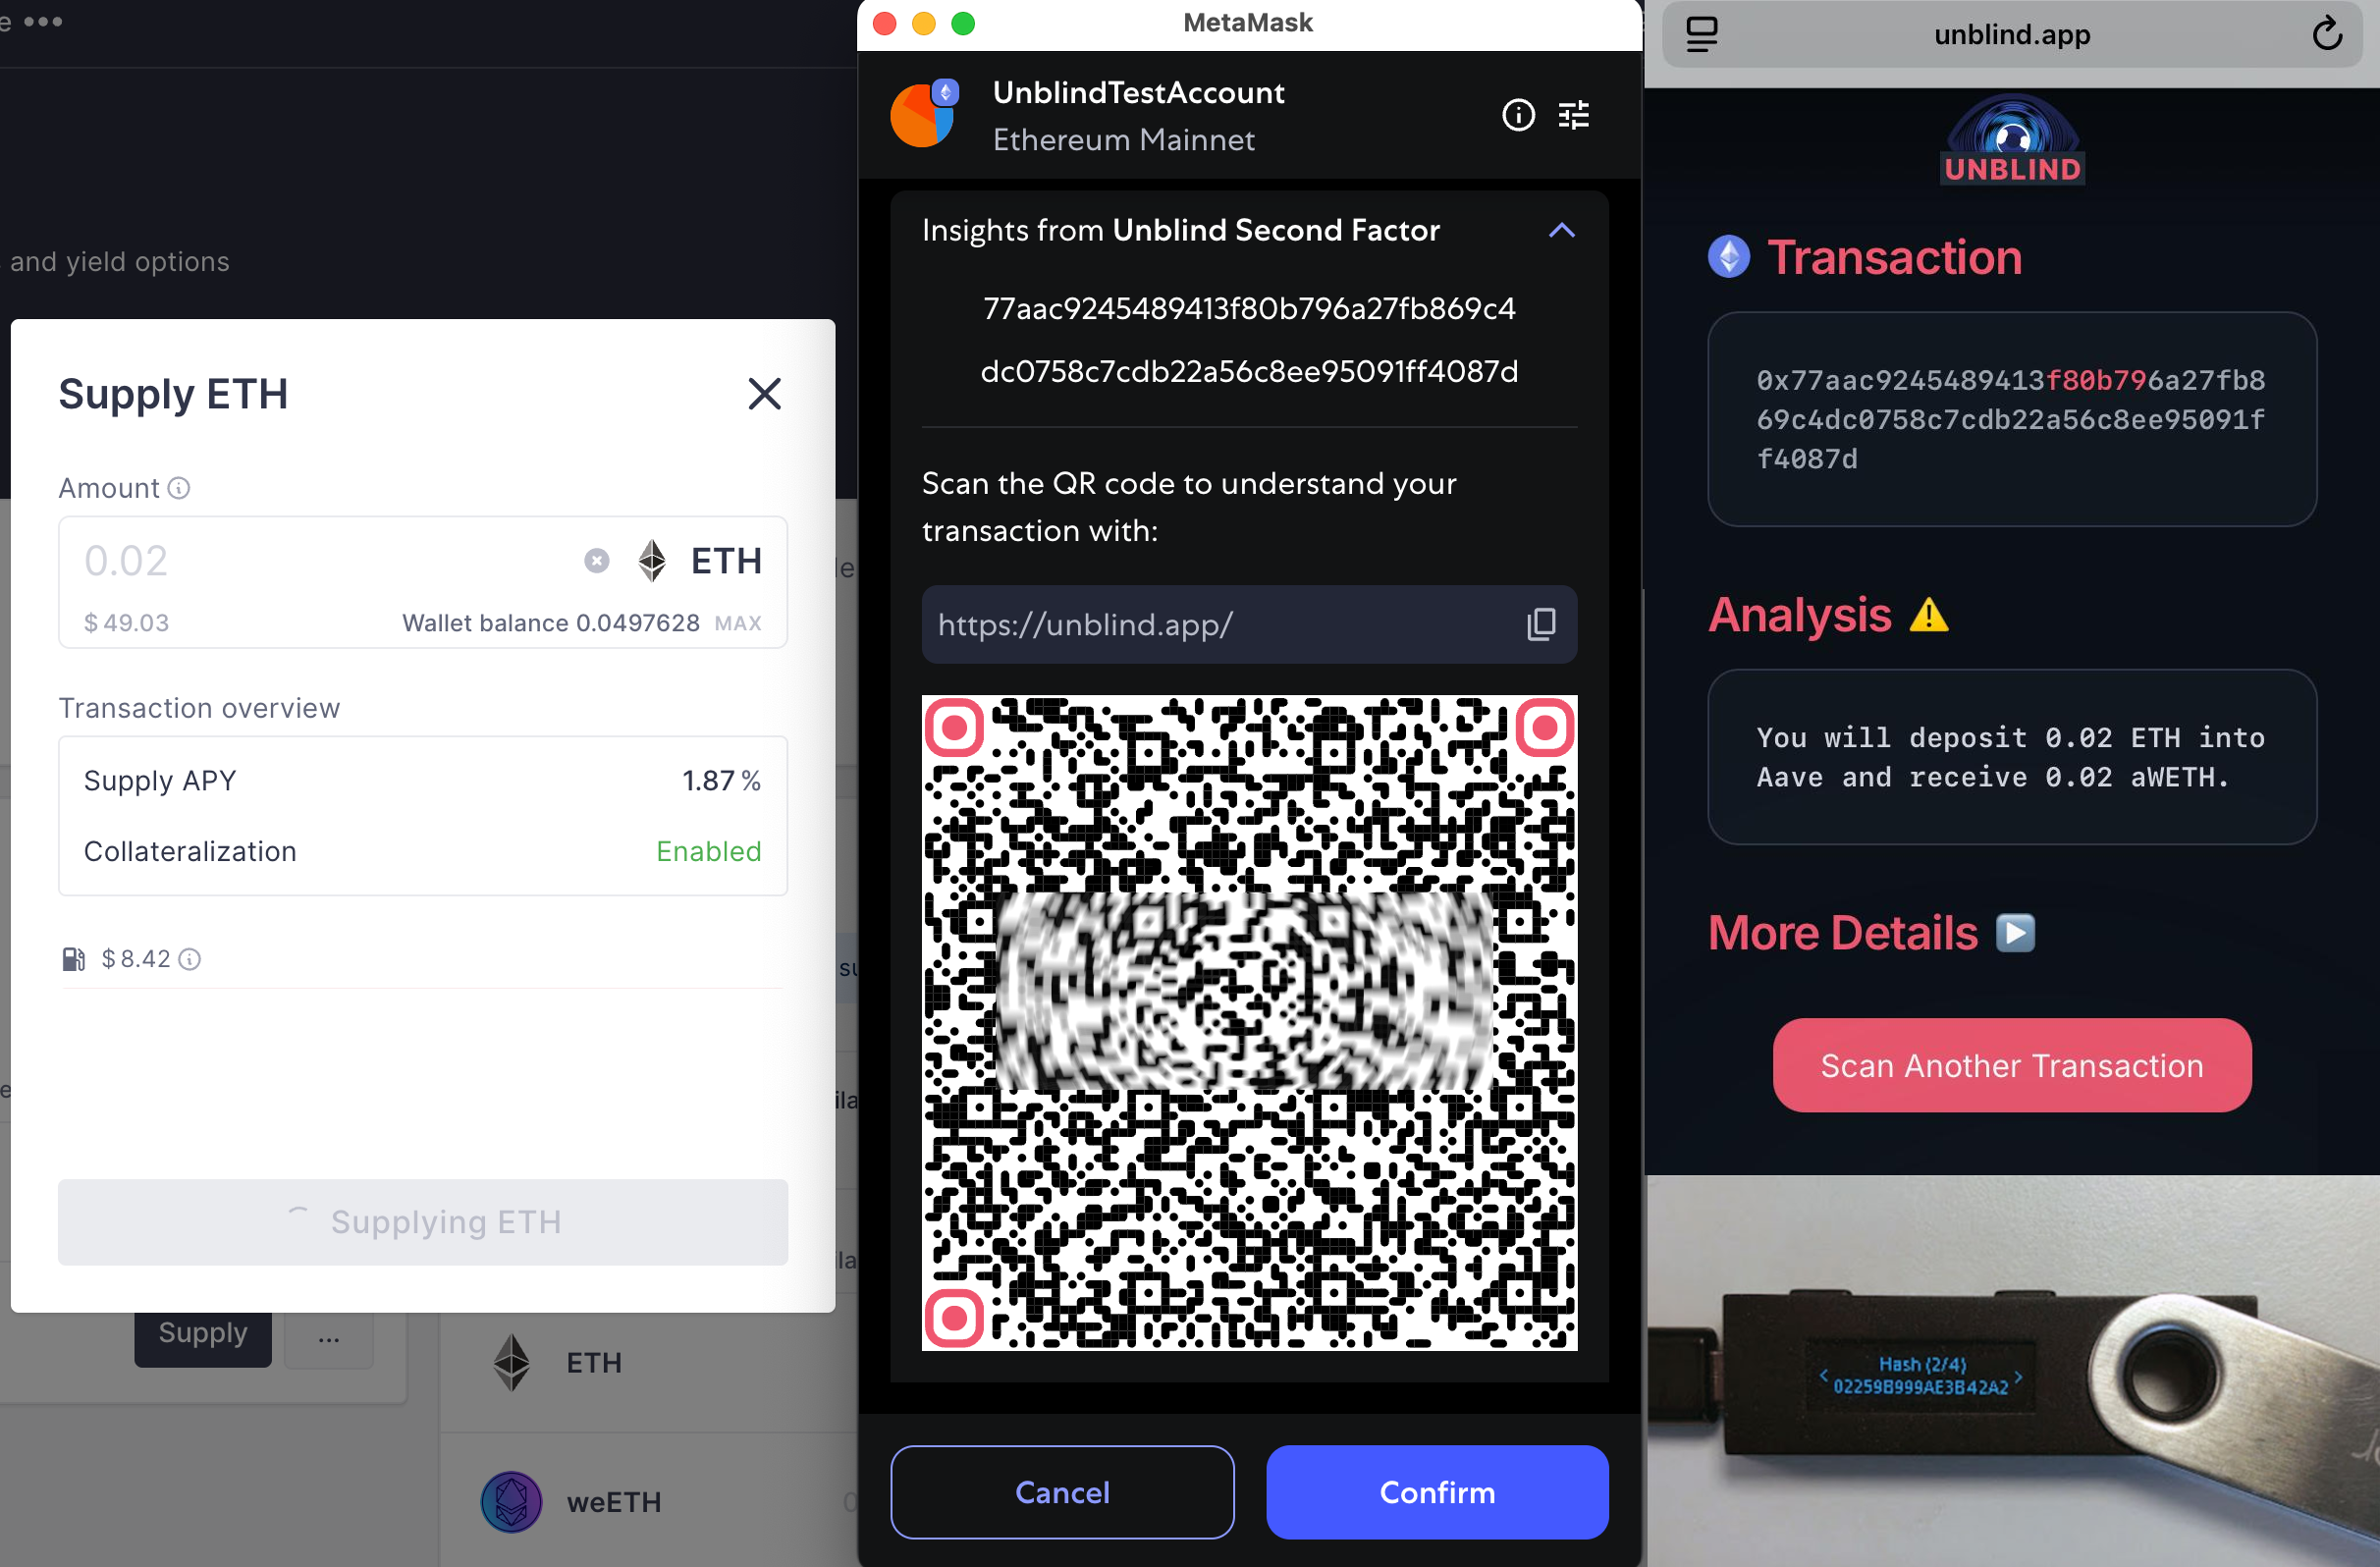 e •••
and yield options
Supply ETH
Amount
0.02
ETH
$ 49.03
Wallet balance 0.0497628 MAX
Transaction overview
Supply APY
1.87 %
Collateralization
Enabled
$ 8.42
Supplying ETH
Supply
...
ETH
weETH
MetaMask
UnblindTestAccount
Ethereum Mainnet
Insights from Unblind Second Factor
77aac9245489413f80b796a27fb869c4
dc0758c7cdb22a56c8ee95091ff4087d
Scan the QR code to understand your
transaction with:
https://unblind.app/
Cancel
Confirm
unblind.app
UNBLIND
Transaction
0x77aac9245489413f80b796a27fb8
69c4dc0758c7cdb22a56c8ee95091f
f4087d
Analysis
You will deposit 0.02 ETH into
Aave and receive 0.02 aWETH.
More Details
Scan Another Transaction
Hash (2/4)
02259B999AE3B42A2